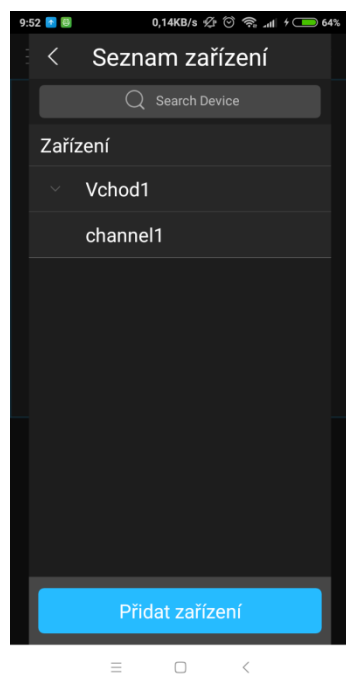 9:52 0,14KB/s 64%
Seznam zařízení
Search Device
Zařízení
Vchod1
channel1
Přidat zařízení